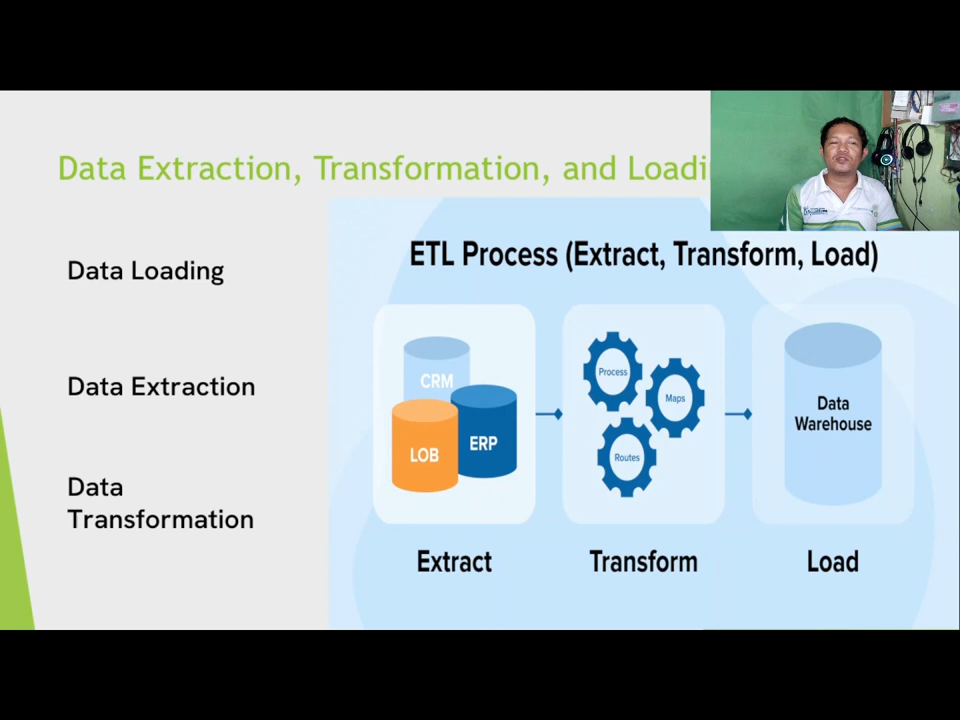 Data Extraction, Transformation, and Loadi
ETL Process (Extract, Transform, Load)
Data Loading
Data Extraction
Data
Transformation
CRM
LOB
ERP
Process
Maps
Routes
Data
Warehouse
Extract
Transform
Load